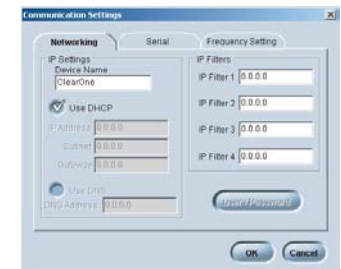 Communication Settings
Networking
Serial
Frequency Setting
IP Settings
Device Name
ClearOne
Use DHCP
IP Address 0.0.0.0
Subnet 0.0.0.0
Gateway 0.0.0.0
Use DNS
DNS Address 0.0.0.0
IP Filters
IP Filter 1 0.0.0.0
IP Filter 2 0.0.0.0
IP Filter 3 0.0.0.0
IP Filter 4 0.0.0.0
User / Password
OK
Cancel